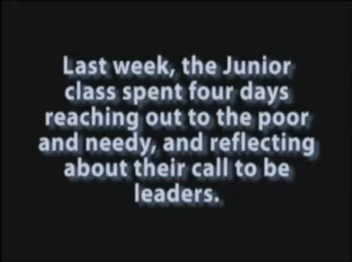 Last week, the Junior
class spent four days
reaching out to the poor
and needy, and reflecting
about their call to be
leaders.